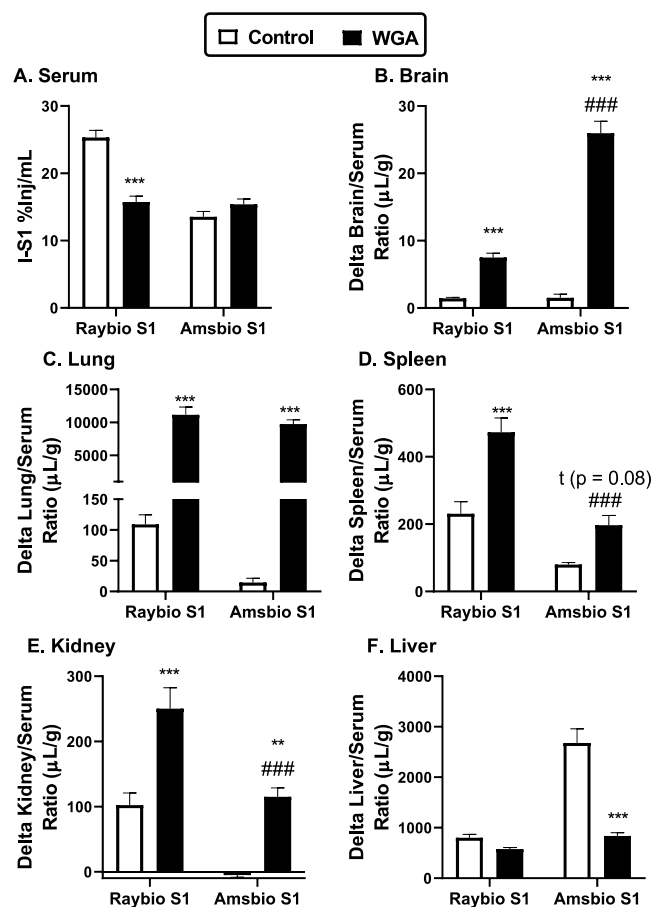 Control WGA
A. Serum
I-S1 %Inj/mL
30
20
10
0
Raybio S1 Amsbio S1
***
B. Brain
Delta Brain/Serum
Ratio (μL/g)
30
20
10
0
Raybio S1 Amsbio S1
***
***
###
C. Lung
Delta Lung/Serum
Ratio (μL/g)
15000
10000
5000
150
100
50
0
Raybio S1 Amsbio S1
***
***
D. Spleen
Delta Spleen/Serum
Ratio (μL/g)
600
400
200
0
Raybio S1 Amsbio S1
***
t (p = 0.08)
###
E. Kidney
Delta Kidney/Serum
Ratio (μL/g)
300
200
100
0
Raybio S1 Amsbio S1
***
**
###
F. Liver
Delta Liver/Serum
Ratio (μL/g)
4000
3000
2000
1000
0
Raybio S1 Amsbio S1
***